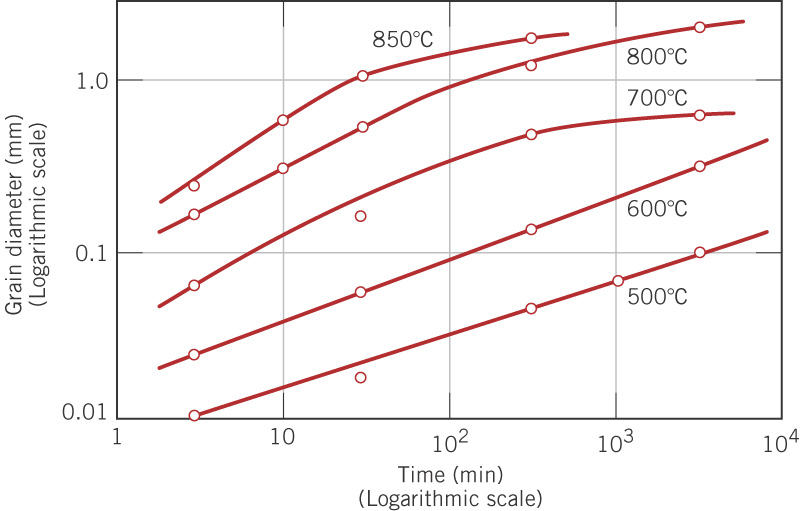 850°C
800°C
700°C
600°C
500°C
1.0
0.1
0.01
Grain diameter (mm)
(Logarithmic scale)
1
10
10²
10³
10⁴
Time (min)
(Logarithmic scale)